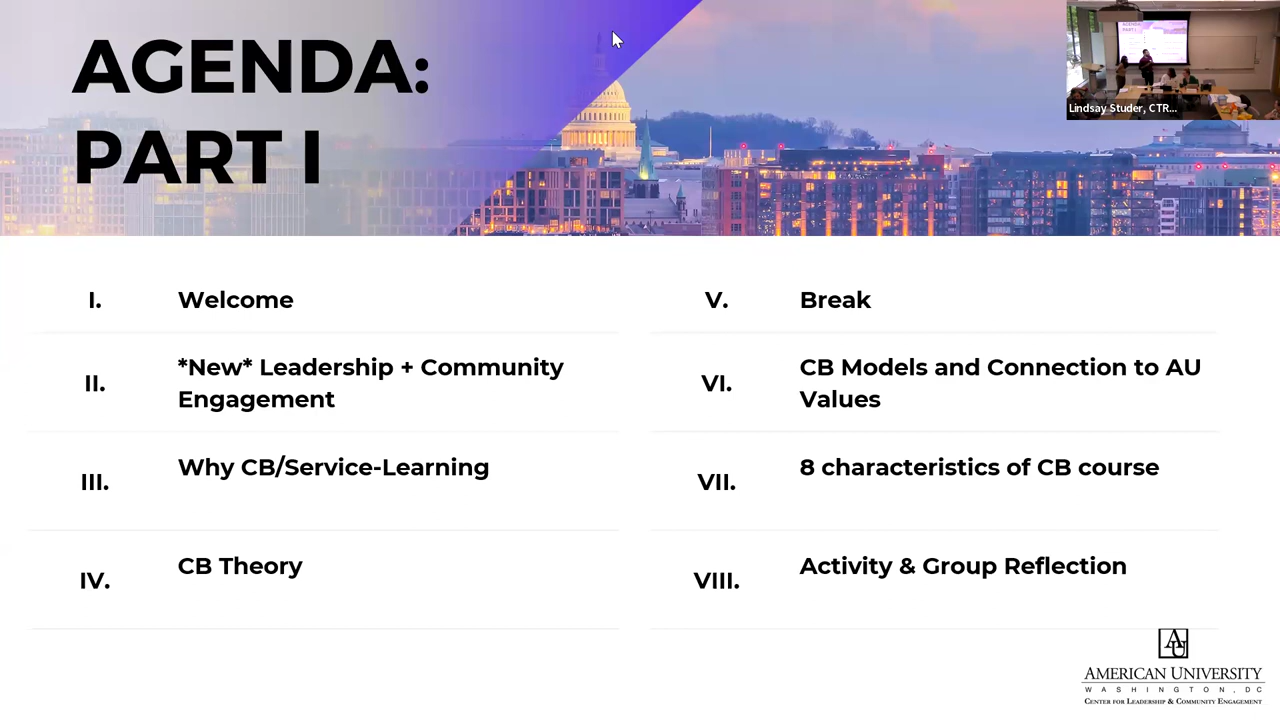 AGENDA:
PART I
Lindsay Studer, CTR...
I. Welcome
II. *New* Leadership + Community
Engagement
III. Why CB/Service-Learning
IV. CB Theory
V. Break
VI. CB Models and Connection to AU
Values
VII. 8 characteristics of CB course
VIII. Activity & Group Reflection
AU
AMERICAN UNIVERSITY
WASHINGTON, DC
CENTER FOR LEADERSHIP & COMMUNITY ENGAGEMENT